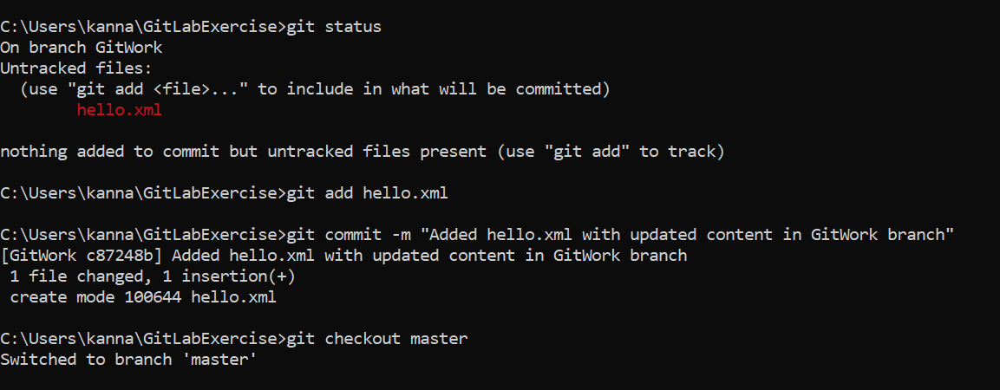 C:\Users\kanna\GitLabExercise>git status
On branch GitWork
Untracked files:
  (use "git add <file>..." to include in what will be committed)
        hello.xml

nothing added to commit but untracked files present (use "git add" to track)

C:\Users\kanna\GitLabExercise>git add hello.xml

C:\Users\kanna\GitLabExercise>git commit -m "Added hello.xml with updated content in GitWork branch"
[GitWork c87248b] Added hello.xml with updated content in GitWork branch
 1 file changed, 1 insertion(+)
 create mode 100644 hello.xml

C:\Users\kanna\GitLabExercise>git checkout master
Switched to branch 'master'